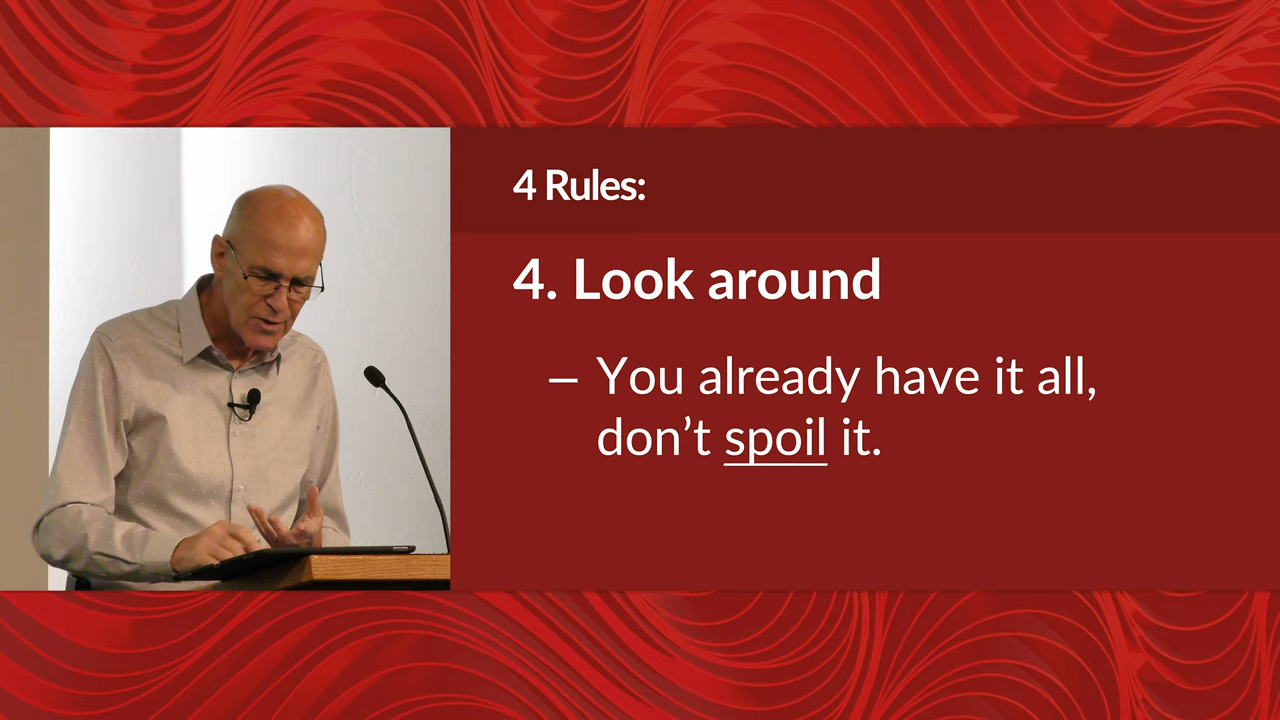 4 Rules:
4. Look around
– You already have it all,
don’t spoil it.